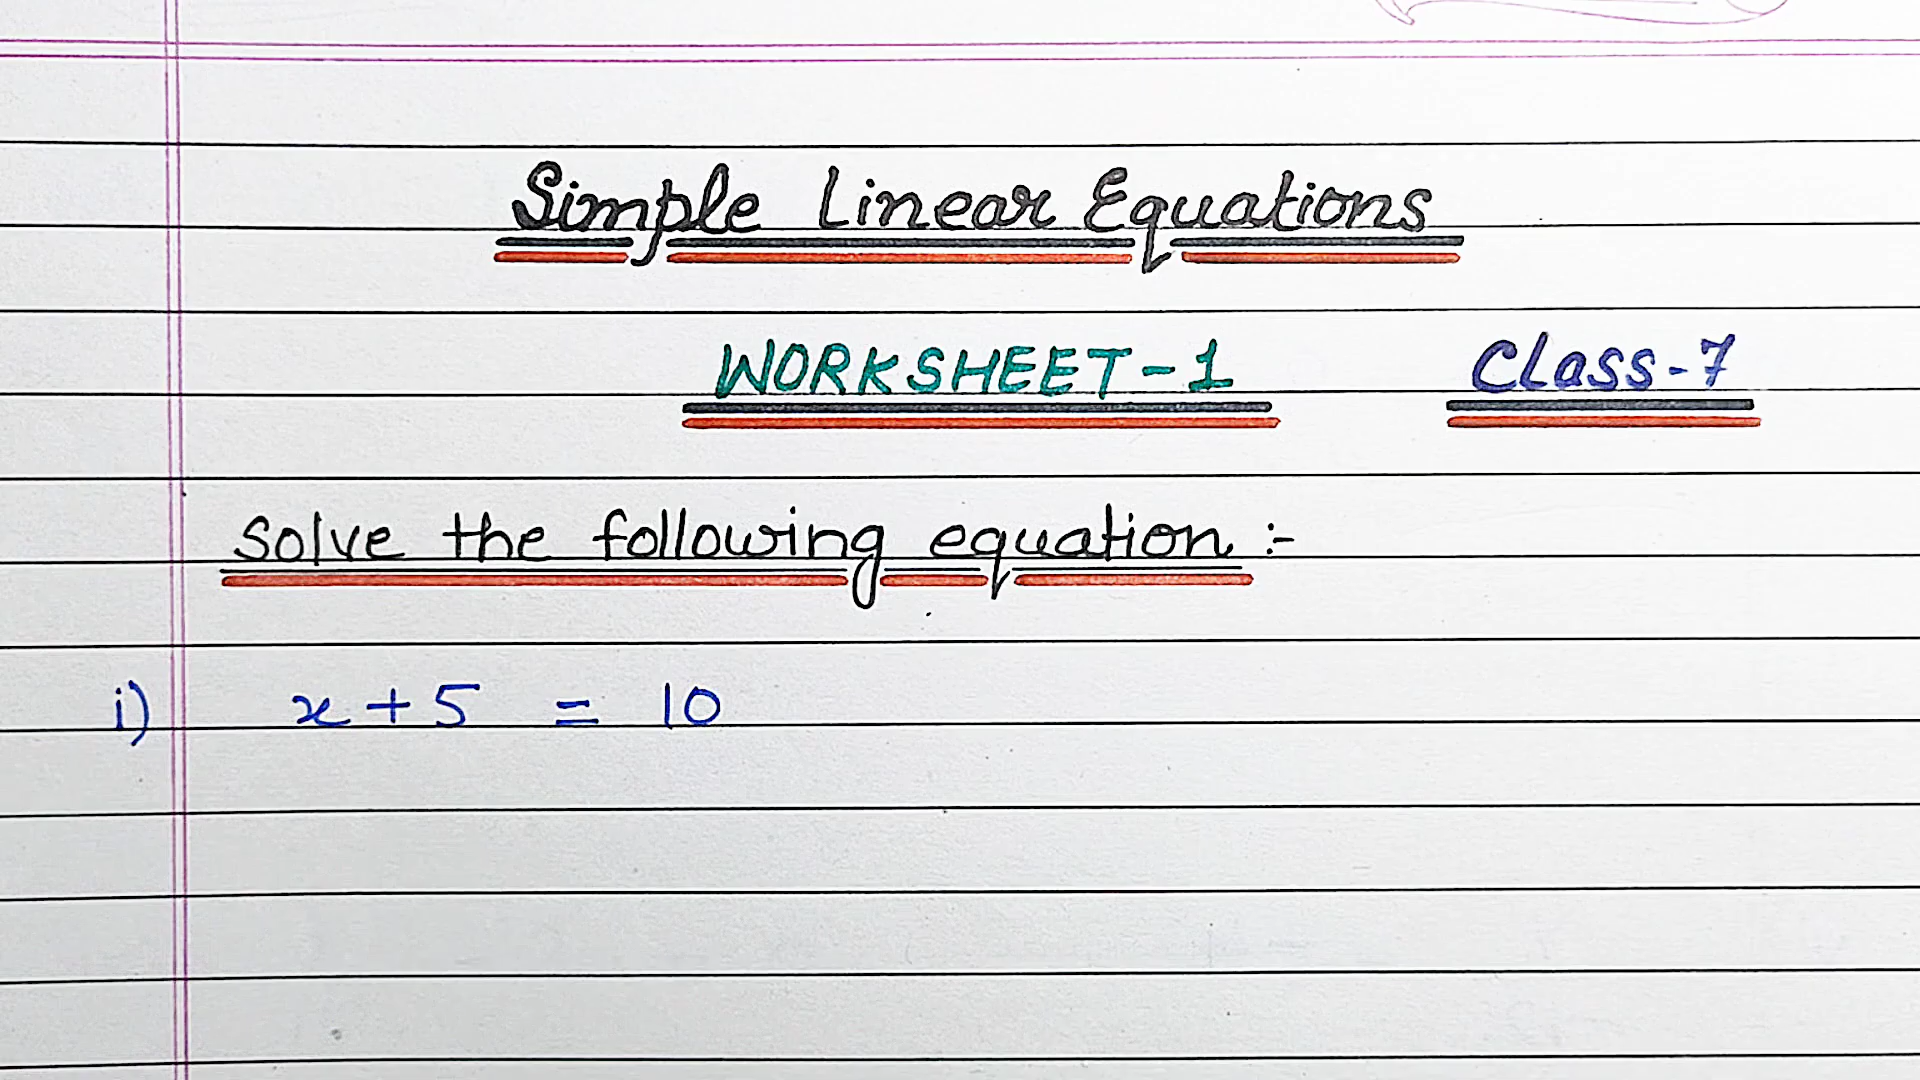 Simple Linear Equations
WORKSHEET-1 Class-7
Solve the following equation :-
i) x + 5 = 10